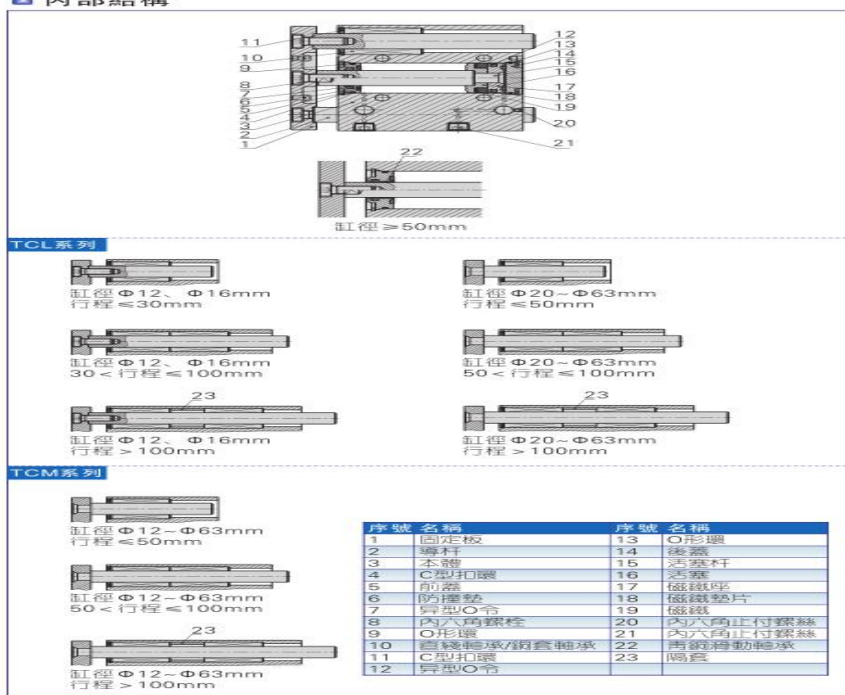 內部結構
11
10
9
8
7
6
5
4
3
2
1
12
13
14
15
16
17
18
19
20
21
22
缸徑≥50mm
TCL系列
缸徑Φ12、Φ16mm
行程≤30mm
缸徑Φ20~Φ63mm
行程≤50mm
缸徑Φ12、Φ16mm
30<行程≤100mm
缸徑Φ20~Φ63mm
50<行程≤100mm
23
缸徑Φ12、Φ16mm
行程>100mm
23
缸徑Φ20~Φ63mm
行程>100mm
TCM系列
缸徑Φ12~Φ63mm
行程≤50mm
缸徑Φ12~Φ63mm
50<行程≤100mm
23
缸徑Φ12~Φ63mm
行程>100mm
序號 名稱 序號 名稱
1 固定板 13 O形環
2 導杆 14 後蓋
3 本體 15 活塞杆
4 C型扣環 16 活塞
5 前蓋 17 磁鐵座
6 防撞墊 18 磁鐵墊片
7 异型O令 19 磁鐵
8 內六角螺栓 20 內六角止付螺絲
9 O形環 21 內六角止付螺絲
10 直綫軸承/銅套軸承 22 青銅滑動軸承
11 C型扣環 23 隔套
12 异型O令